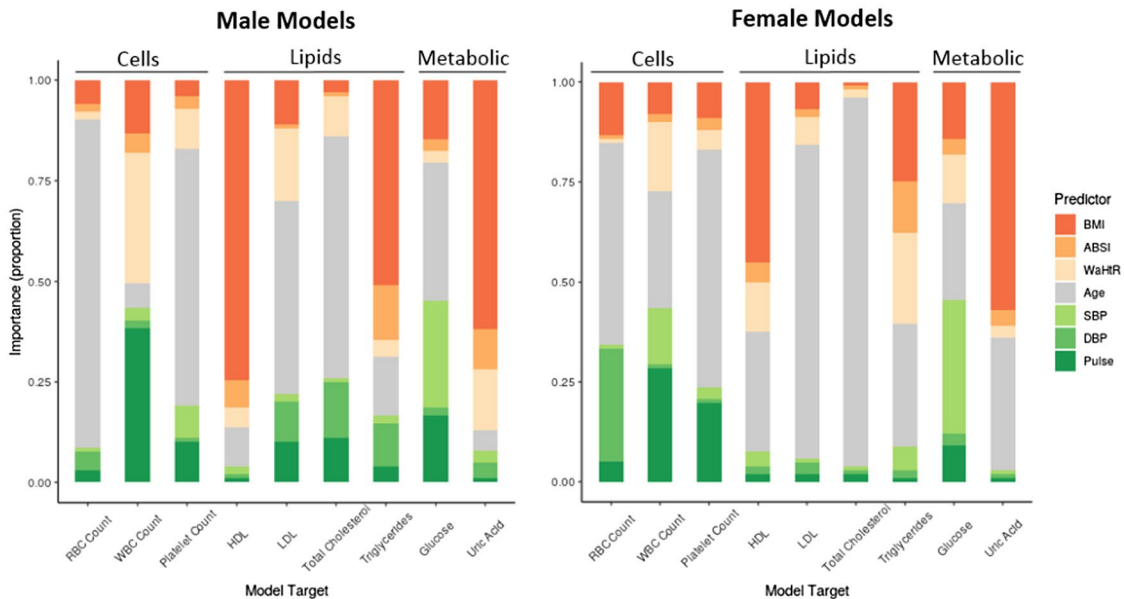 Male Models
Female Models
Cells
Lipids
Metabolic
Cells
Lipids
Metabolic
Importance (proportion)
1.00
0.75
0.50
0.25
0.00
1.00
0.75
0.50
0.25
0.00
RBC Count
WBC Count
Platelet Count
HDL
LDL
Total Cholesterol
Triglycerides
Glucose
Uric Acid
Model Target
RBC Count
WBC Count
Platelet Count
HDL
LDL
Total Cholesterol
Triglycerides
Glucose
Uric Acid
Model Target
Predictor
BMI
ABSI
WaHtR
Age
SBP
DBP
Pulse